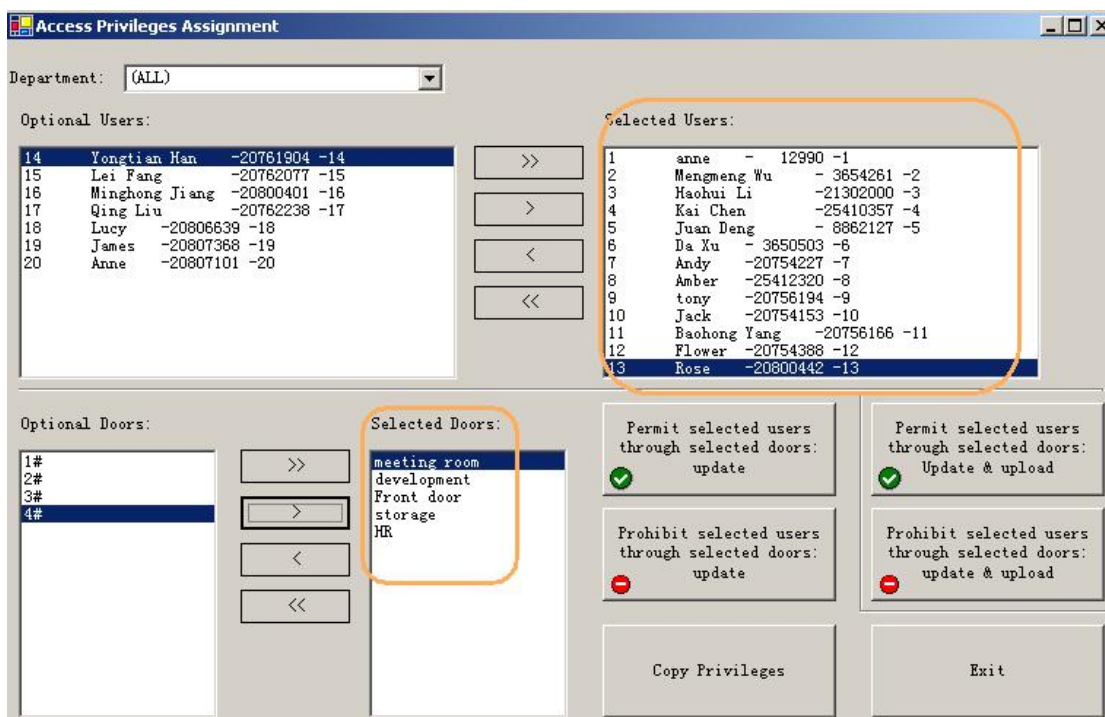 Access Privileges Assignment
Department: (ALL)
Optional Users:
14 Yongtian Han -20761904 -14
15 Lei Fang -20762077 -15
16 Minghong Jiang -20800401 -16
17 Qing Liu -20762238 -17
18 Lucy -20806639 -18
19 James -20807368 -19
20 Anne -20807101 -20
>>
>
<
<<
Selected Users:
1 anne - 12990 -1
2 Mengmeng Wu - 3654261 -2
3 Haohui Li -21302000 -3
4 Kai Chen -25410357 -4
5 Juan Deng - 8862127 -5
6 Da Xu - 3650503 -6
7 Andy -20754227 -7
8 Amber -25412320 -8
9 tony -20756194 -9
10 Jack -20754153 -10
11 Baohong Yang -20756166 -11
12 Flower -20754388 -12
13 Rose -20800442 -13
Optional Doors:
1#
2#
3#
4#
>>
>
<
<<
Selected Doors:
meeting room
development
Front door
storage
HR
Permit selected users
through selected doors:
update
Permit selected users
through selected doors:
Update & upload
Prohibit selected users
through selected doors:
update
Prohibit selected users
through selected doors:
update & upload
Copy Privileges
Exit